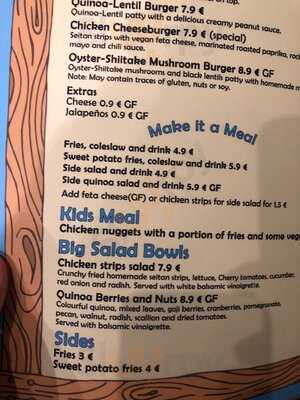 on top.
Quinoa-Lentil Burger 7.9 €
Quinoa-Lentil patty with a delicious creamy peanut sauce.
Chicken Cheeseburger 7.9 € (special)
Seitan strips with vegan feta cheese, marinated roasted paprika,
mayo and chili sauce.
Oyster-Shiitake Mushroom Burger 8.9 € GF
Oyster-Shiitake mushrooms and black lentils patty with homemade
Note: May contain traces of gluten, nuts or soy.
Extras
Cheese 0.9 € GF
Jalapeños 0.9 € GF
Make it a Meal
Fries, coleslaw and drink 4.9 €
Sweet potato fries, coleslaw and drink 5.9 €
Side salad and drink 4.9 €
Side quinoa salad and drink 5.9 € GF
Add feta cheese(GF) or chicken strips for side salad for 1.5 €
Kids Meal
Chicken nuggets with a portion of fries and some
Big Salad Bowls
Chicken strips salad 7.9 €
Crunchy fried homemade seitan strips, lettuce, Cherry tomatoes, cucumber,
red onion and radish. Served with white balsamic vinaigrette.
Quinoa Berries and Nuts 8.9 € GF
Colourful quinoa, mixed leaves, goji berries, cranberries, pomegranate,
pecan, walnut, radish, scallion and dried tomatoes.
Served with balsamic vinaigrette.
Sides
Fries 3 €
Sweet potato fries 4 €